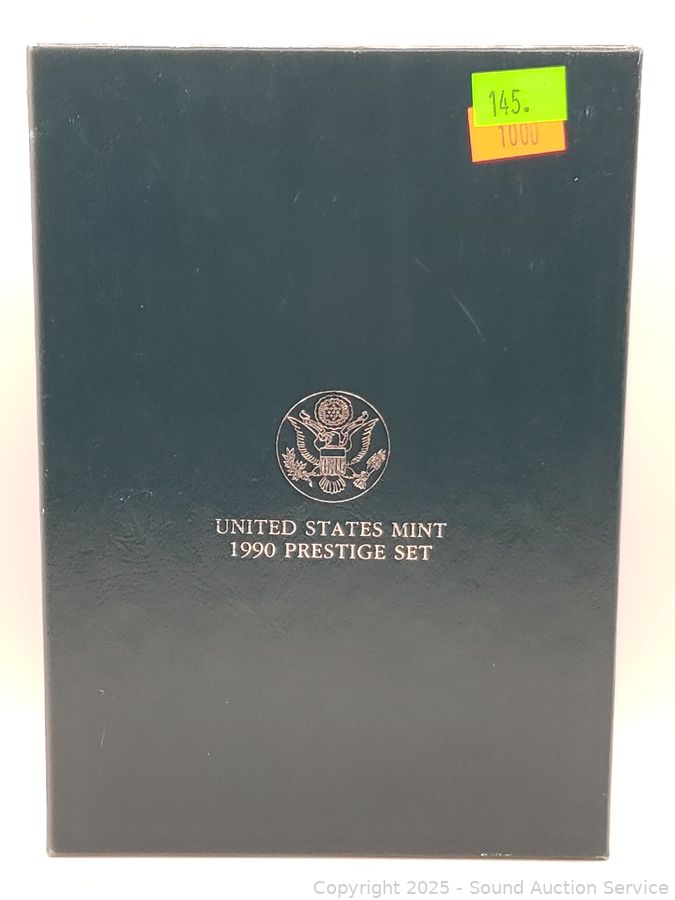 145.
1000
UNITED STATES MINT
1990 PRESTIGE SET
Copyright 2025 - Sound Auction Service